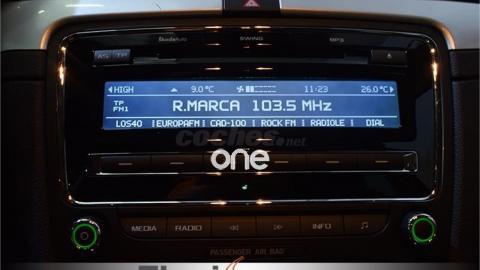 ŠkodaAuto SWING MP3
AS TP
HIGH 9.0°C 11:23 26.0°C
TP
FM1
R.MARCA 103.5 MHz
LOS40 EUROPAFM CAD-100 ROCK FM RADIOLE DIAL
coches.net
one
MEDIA RADIO INFO
PASSENGER AIR BAG